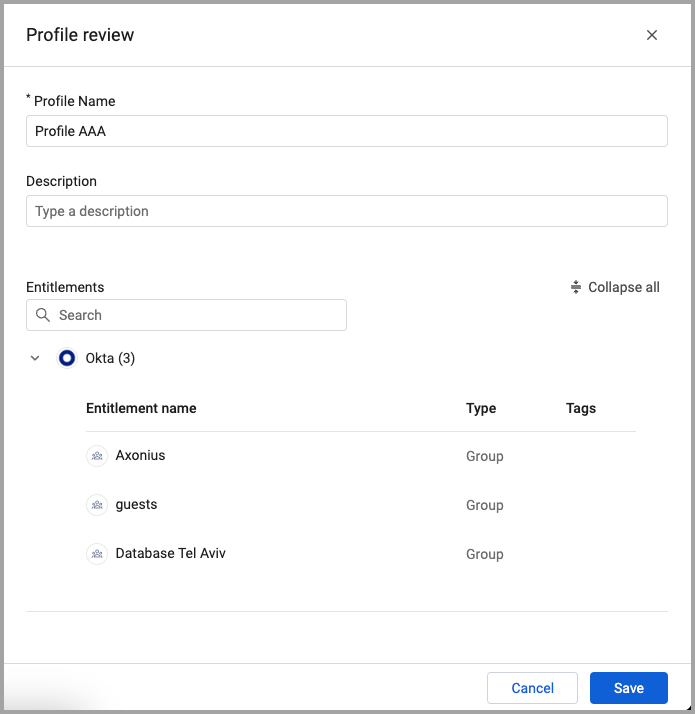 Profile review
* Profile Name
Profile AAA
Description
Type a description
Entitlements
Collapse all
Search
Okta (3)
Entitlement name Type Tags
Axonius Group
guests Group
Database Tel Aviv Group
Cancel Save